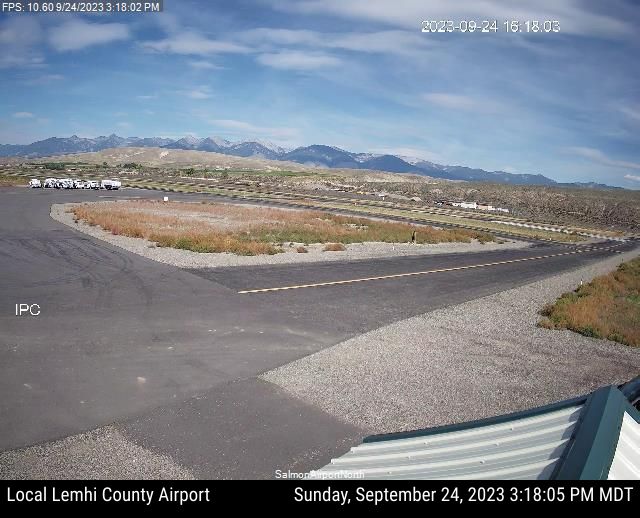 FPS: 10.60 9/24/2023 3:18:02 PM
2023-09-24 15:18:03
IPC
SalmonAirportNorth
Local Lemhi County Airport
Sunday, September 24, 2023 3:18:05 PM MDT